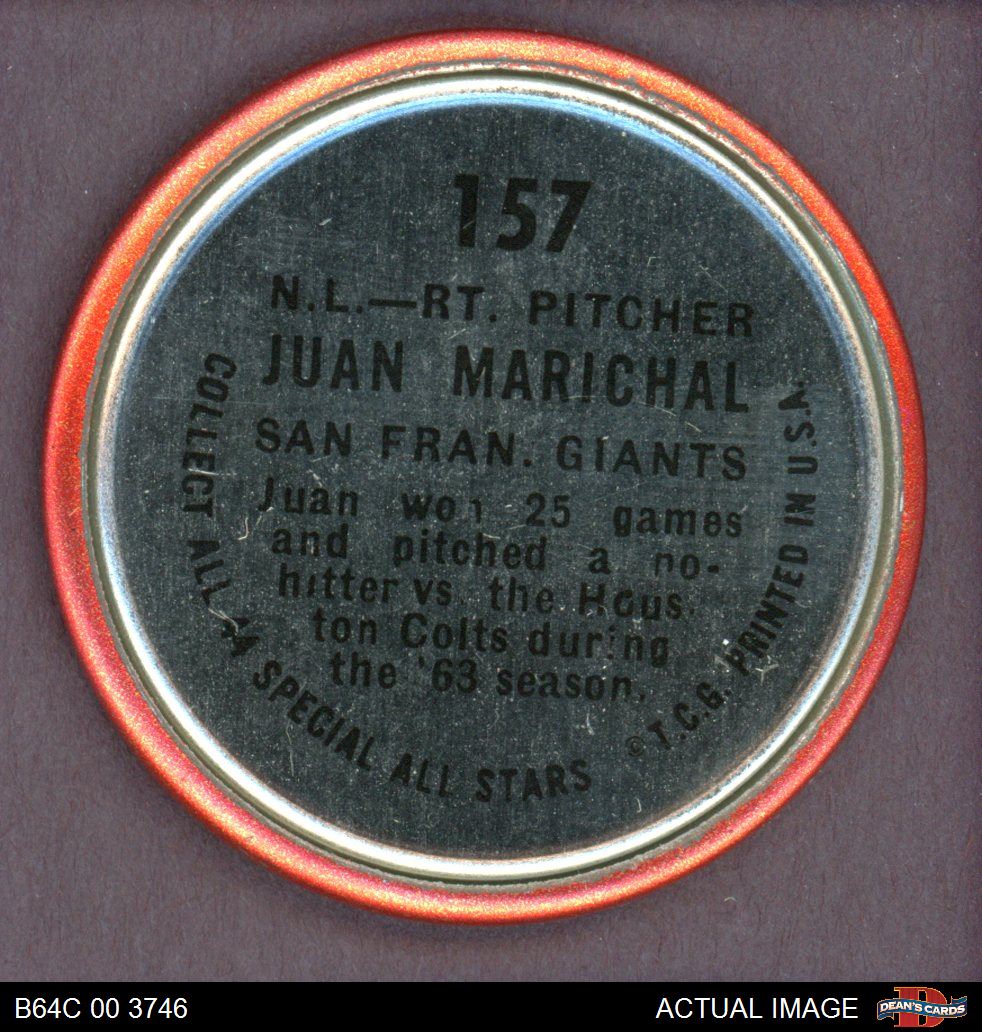 157
N.L.—RT. PITCHER
JUAN MARICHAL
SAN FRAN. GIANTS
Juan won 25 games
and pitched a no-
hitter vs. the Hous-
ton Colts during
the '63 season.
COLLECT ALL 44 SPECIAL ALL STARS
© T.C.G. PRINTED IN U.S.A.
B64C 00 3746
ACTUAL IMAGE
DEAN'S CARDS